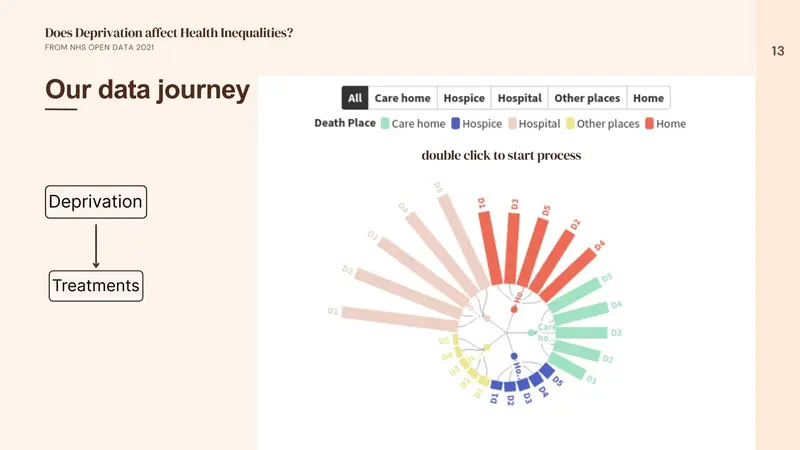 Does Deprivation affect Health Inequalities?
FROM NHS OPEN DATA 2021
13
Our data journey
All Care home Hospice Hospital Other places Home
Death Place Care home Hospice Hospital Other places Home
double click to start process
Deprivation
Treatments
D1
D2
D3
D4
D5
D1
D3
D5
D2
D4
D5
D4
D3
D2
D1
D5
D4
D3
D2
D1
D5
D4
Ho...
Care
ho...
Ho...